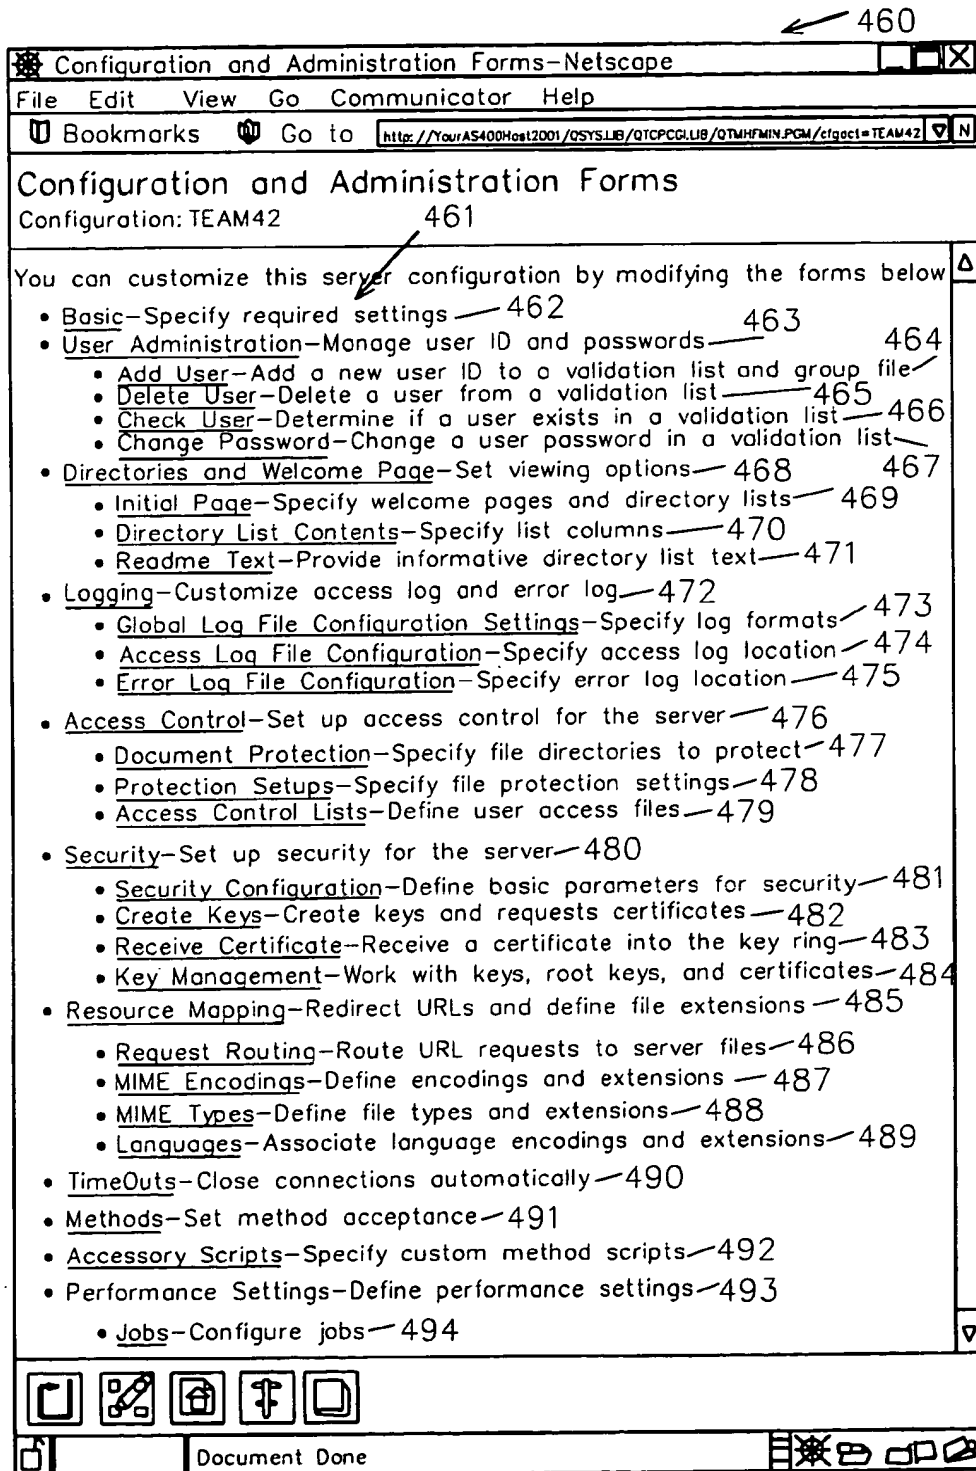 460
Configuration and Administration Forms-Netscape
File Edit View Go Communicator Help
Bookmarks Go to http://YourAS400Host2001/QSYS.LIB/QTCPCGI.LIB/QTMHFMIN.PGM/cfgact=TEAM42 N
Configuration and Administration Forms
Configuration: TEAM42 461
You can customize this server configuration by modifying the forms below
• Basic-Specify required settings 462
• User Administration-Manage user ID and passwords 463
• Add User-Add a new user ID to a validation list and group file 464
• Delete User-Delete a user from a validation list 465
• Check User-Determine if a user exists in a validation list 466
• Change Password-Change a user password in a validation list 467
• Directories and Welcome Page-Set viewing options 468
• Initial Page-Specify welcome pages and directory lists 469
• Directory List Contents-Specify list columns 470
• Readme Text-Provide informative directory list text 471
• Logging-Customize access log and error log 472
• Global Log File Configuration Settings-Specify log formats 473
• Access Log File Configuration-Specify access log location 474
• Error Log File Configuration-Specify error log location 475
• Access Control-Set up access control for the server 476
• Document Protection-Specify file directories to protect 477
• Protection Setups-Specify file protection settings 478
• Access Control Lists-Define user access files 479
• Security-Set up security for the server 480
• Security Configuration-Define basic parameters for security 481
• Create Keys-Create keys and requests certificates 482
• Receive Certificate-Receive a certificate into the key ring 483
• Key Management-Work with keys, root keys, and certificates 484
• Resource Mapping-Redirect URLs and define file extensions 485
• Request Routing-Route URL requests to server files 486
• MIME Encodings-Define encodings and extensions 487
• MIME Types-Define file types and extensions 488
• Languages-Associate language encodings and extensions 489
• TimeOuts-Close connections automatically 490
• Methods-Set method acceptance 491
• Accessory Scripts-Specify custom method scripts 492
• Performance Settings-Define performance settings 493
• Jobs-Configure jobs 494
Document Done